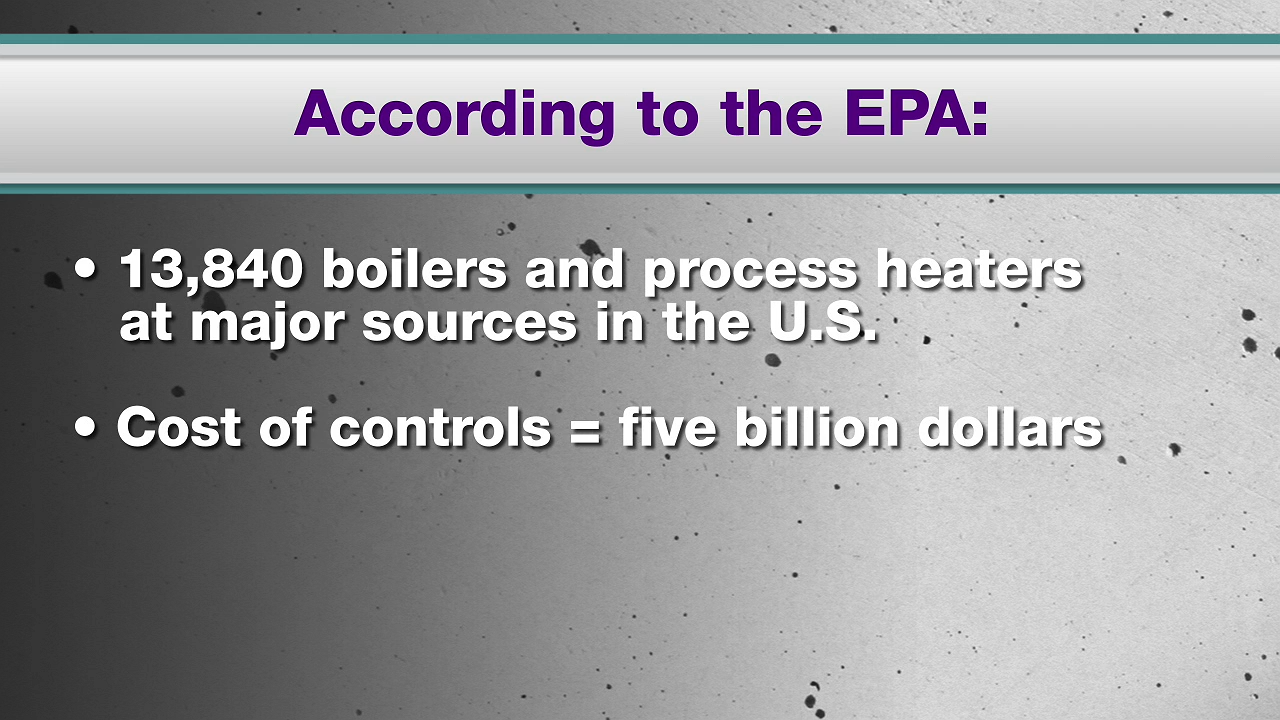 According to the EPA:
• 13,840 boilers and process heaters
at major sources in the U.S.
• Cost of controls = five billion dollars